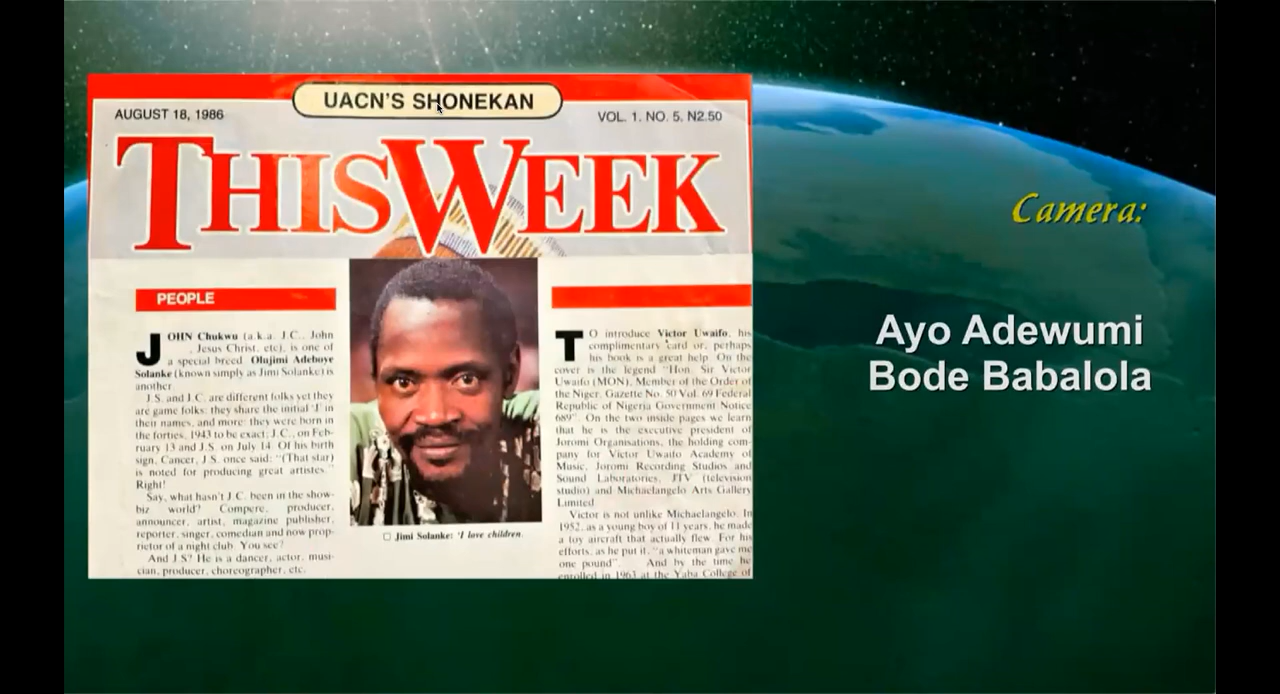 UACN'S SHONEKAN
AUGUST 18, 1986
VOL. 1. NO. 5. N2.50
THISWEEK
PEOPLE
JOHN Chukwu (a.k.a. J.C., John
Jesus Christ, etc), is one of
a special breed. Olujimi Adeboye
Solanke (known simply as Jimi Solanke) is
another.
J.S. and J.C. are different folks yet they
are game folks: they share the initial 'J' in
their names, and more: they were born in
the forties, 1943 to be exact; J.C., on Feb-
ruary 13 and J.S. on July 14. Of his birth
sign, Cancer, J.S. once said: "(That star)
is noted for producing great artistes."
Right!
Say, what hasn't J.C. been in the show-
biz world? Compere, producer,
announcer, artist, magazine publisher,
reporter, singer, comedian and now prop-
rietor of a night club. You see?
And J.S? He is a dancer, actor, musi-
cian, producer, choreographer, etc.
Jimi Solanke: 'I love children.
TO introduce Victor Uwaifo, his
complimentary card or, perhaps
his book is a great help. On the
cover is the legend "Hon. Sir Victor
Uwaifo (MON), Member of the Order of
the Niger, Gazette No. 50 Vol. 69 Federal
Republic of Nigeria Government Notice
689". On the two inside pages we learn
that he is the executive president of
Joromi Organisations, the holding com-
pany for Victor Uwaifo Academy of
Music, Joromi Recording Studios and
Sound Laboratories, JTV (television
studio) and Michaelangelo Arts Gallery
Limited.
Victor is not unlike Michaelangelo. In
1952, as a young boy of 11 years, he made
a toy aircraft that actually flew. For his
efforts, as he put it, "a whiteman gave me
one pound". And by the time he
enrolled in 1963 at the Yaba College of
Camera:
Ayo Adewumi
Bode Babalola